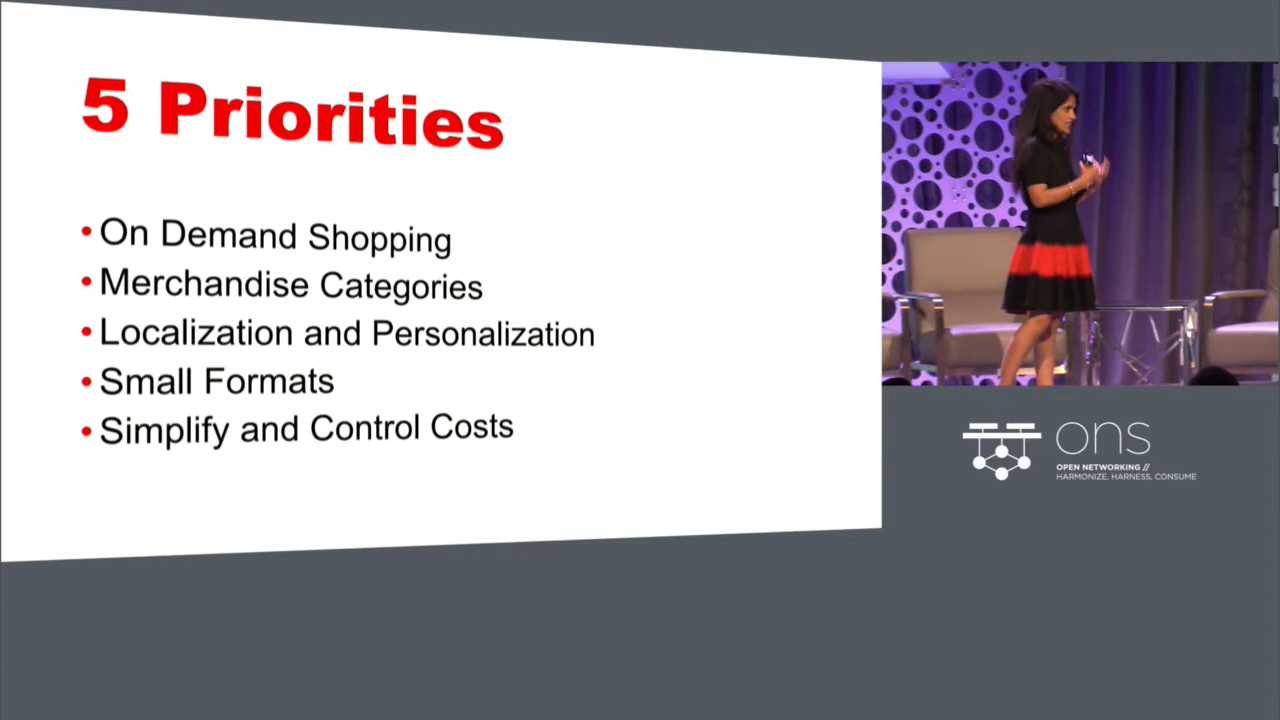 5 Priorities
•On Demand Shopping
•Merchandise Categories
•Localization and Personalization
•Small Formats
•Simplify and Control Costs
ons
OPEN NETWORKING //
HARMONIZE, HARNESS, CONSUME